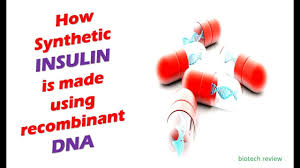 How
Synthetic
INSULIN
is made
using
recombinant
DNA
biotech.review